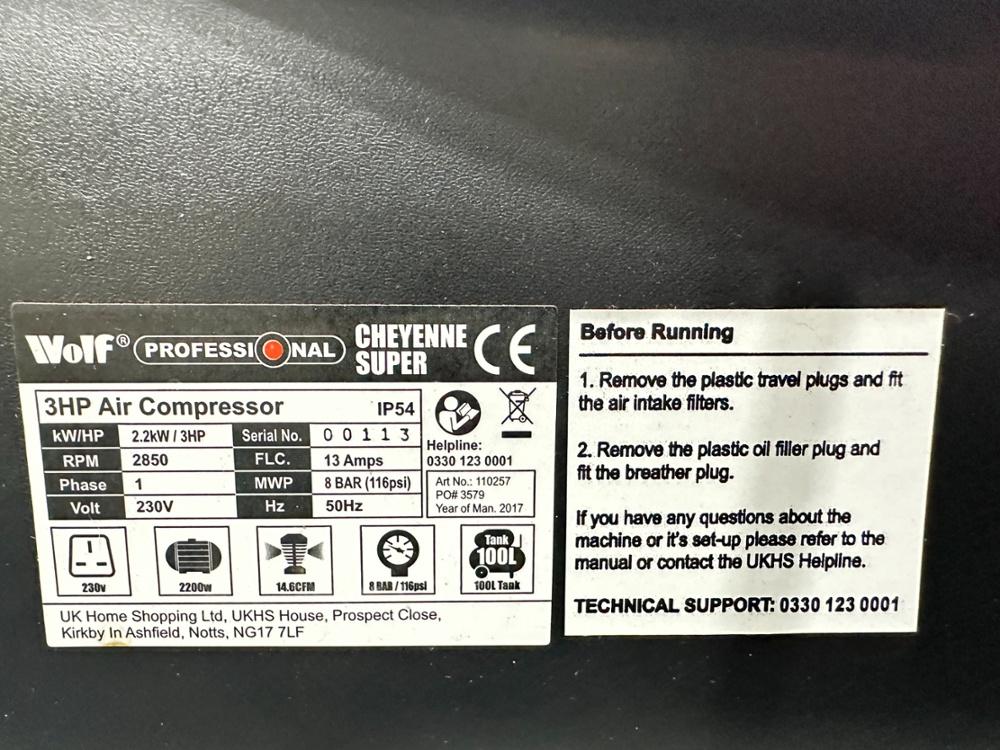 Wolf® PROFESSIONAL CHEYENNE SUPER CE
3HP Air Compressor IP54
kW/HP 2.2kW / 3HP Serial No. 0 0 1 1 3
RPM 2850 FLC. 13 Amps
Phase 1 MWP 8 BAR (116psi)
Volt 230V Hz 50Hz
Helpline:
0330 123 0001
Art No.: 110257
PO# 3579
Year of Man. 2017
230v
2200w
14.6CFM
8 BAR / 116psi
Tank
100L
100L Tank
UK Home Shopping Ltd, UKHS House, Prospect Close,
Kirkby In Ashfield, Notts, NG17 7LF
Before Running
1. Remove the plastic travel plugs and fit
the air intake filters.
2. Remove the plastic oil filler plug and
fit the breather plug.
If you have any questions about the
machine or it's set-up please refer to the
manual or contact the UKHS Helpline.
TECHNICAL SUPPORT: 0330 123 0001